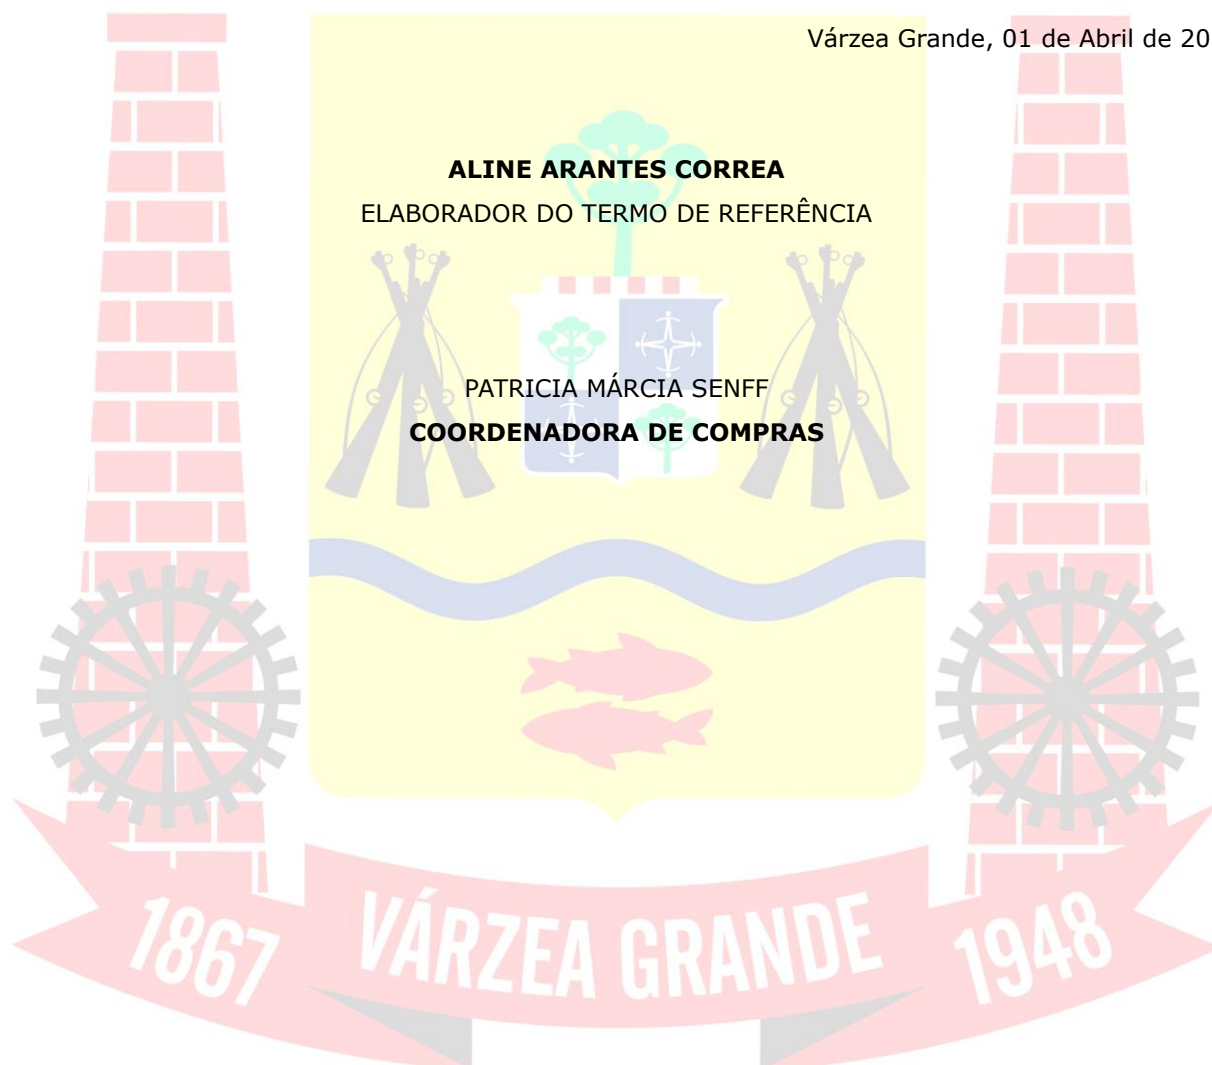 Várzea Grande, 01 de Abril de 20
ALINE ARANTES CORREA
ELABORADOR DO TERMO DE REFERÊNCIA
PATRICIA MÁRCIA SENFF
COORDENADORA DE COMPRAS
1867 VÁRZEA GRANDE 1948